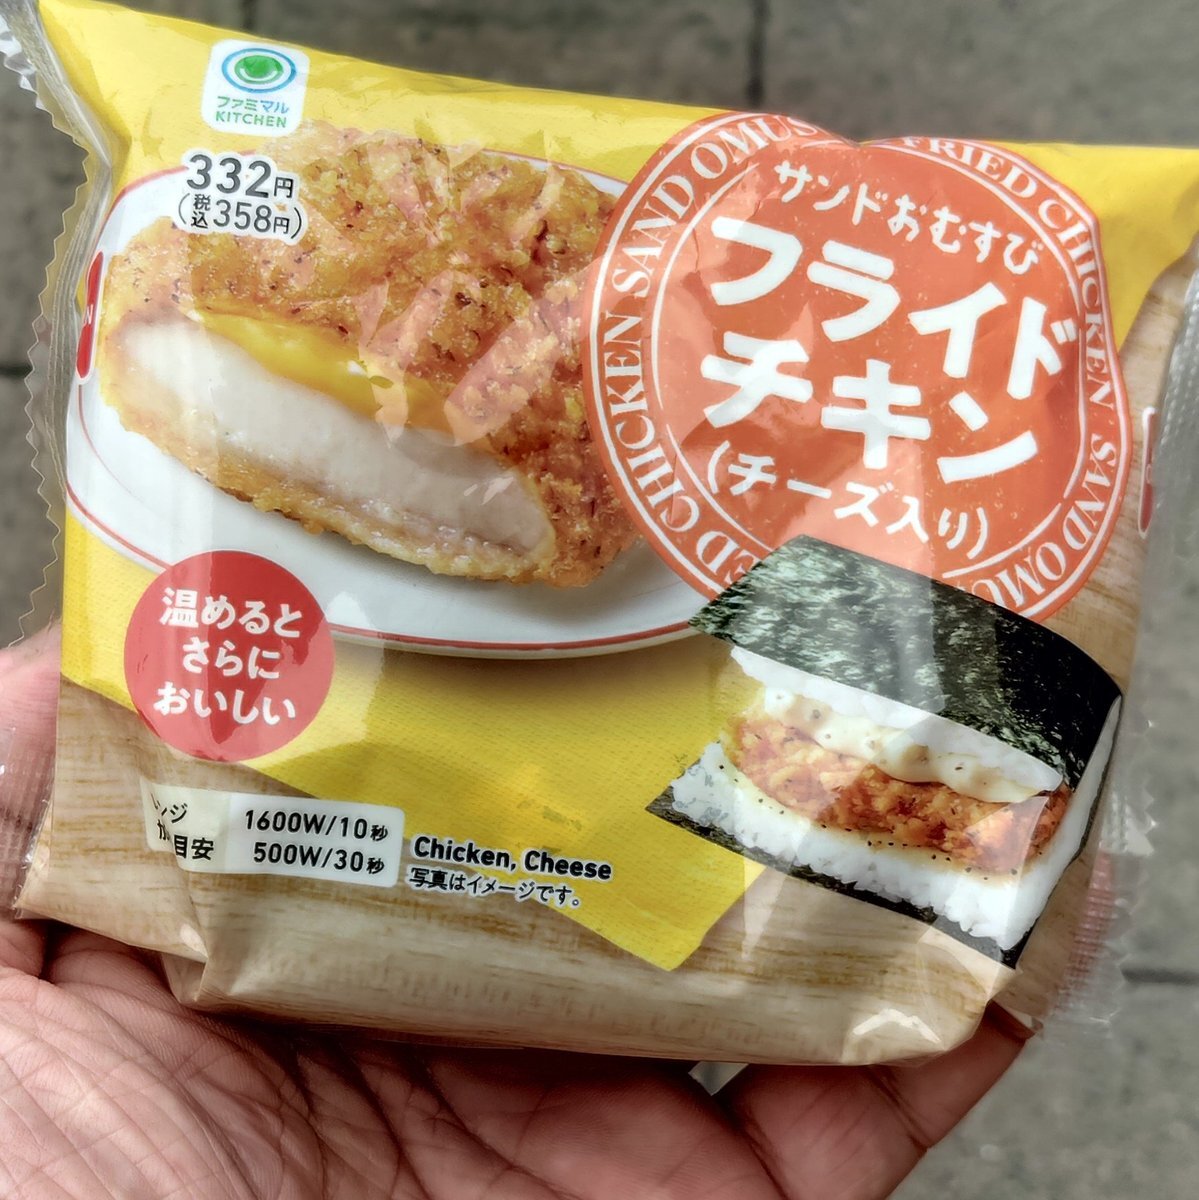 ファミマル
KITCHEN
332円
(税込358円)
FRIED CHICKEN SAND OMUSUBI
サンドおむすび
フライド
チキン
(チーズ入り)
温めると
さらに
おいしい
1600W/10秒
目安 500W/30秒
Chicken, Cheese
写真はイメージです。